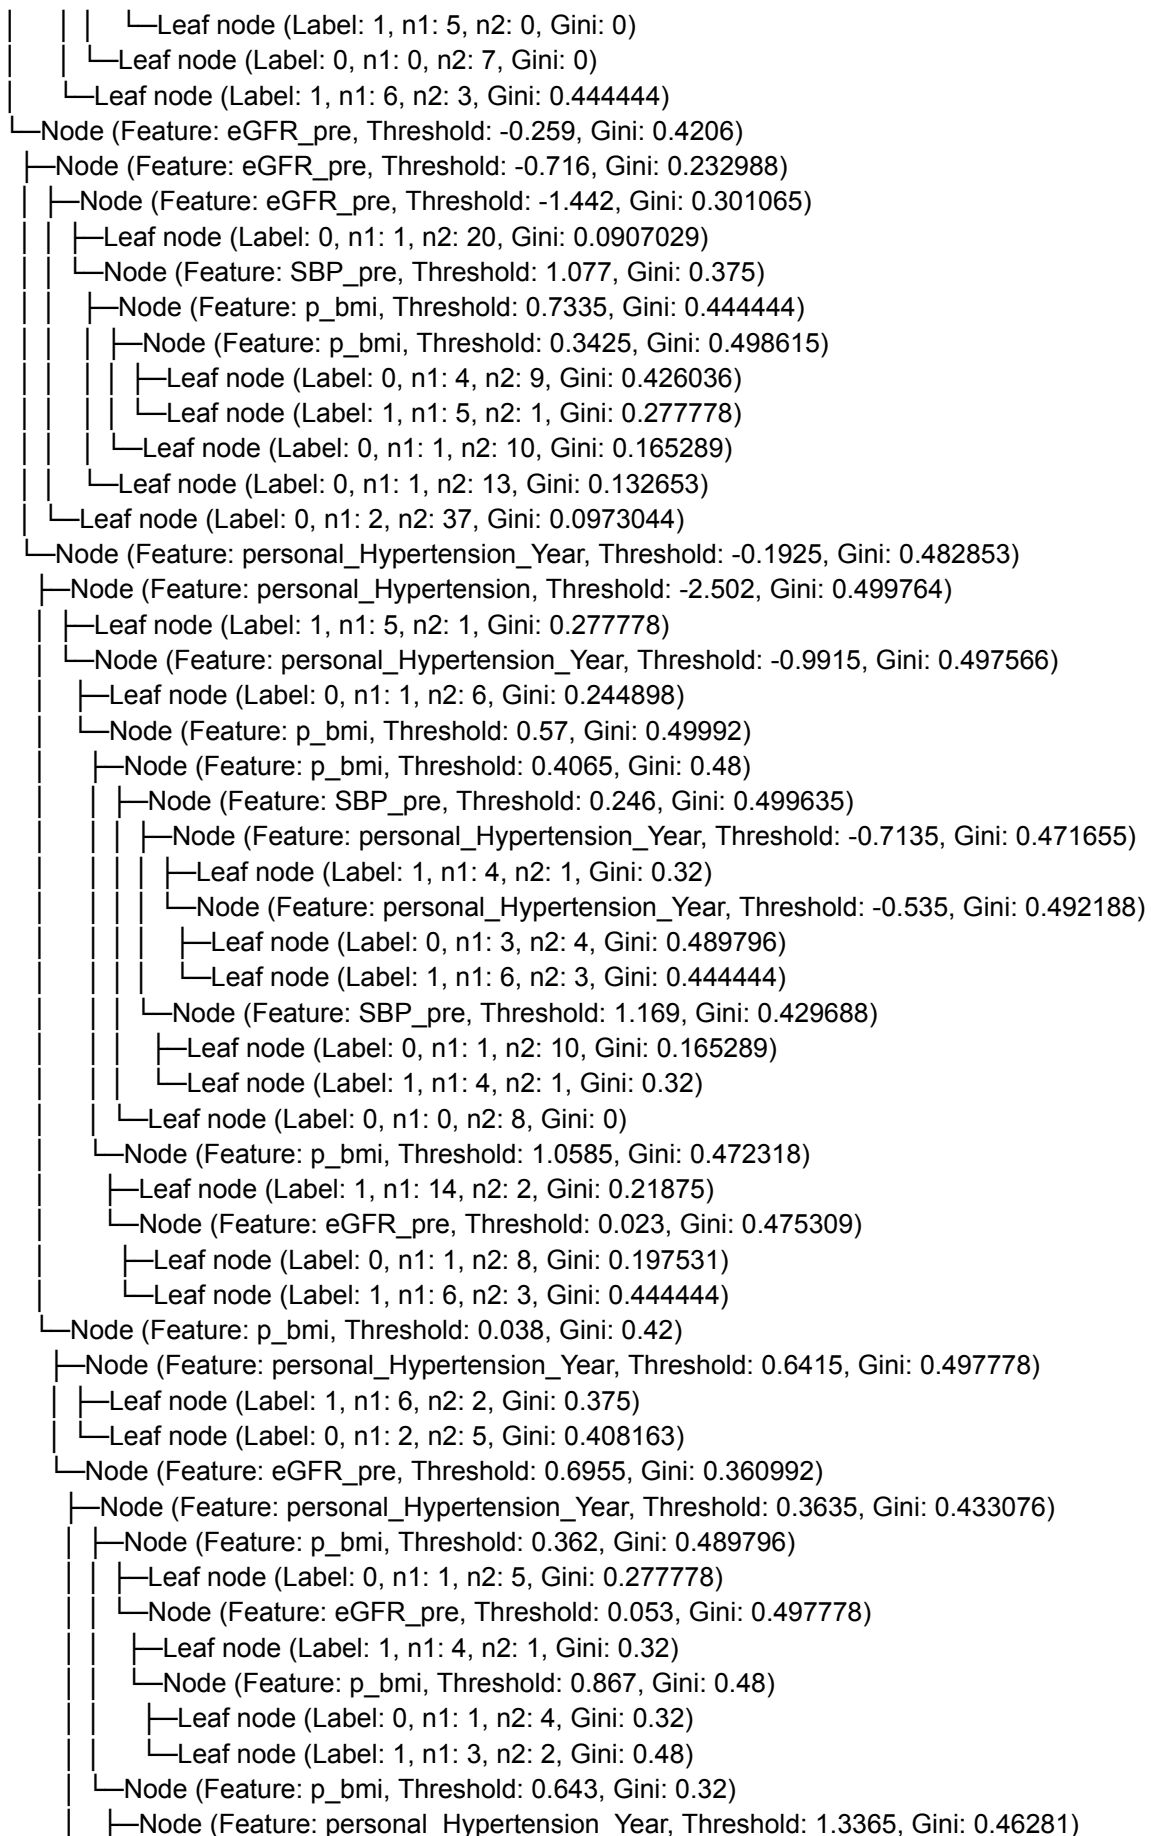 │ │ │ └─Leaf node (Label: 1, n1: 5, n2: 0, Gini: 0)
│ │ └─Leaf node (Label: 0, n1: 0, n2: 7, Gini: 0)
│ └─Leaf node (Label: 1, n1: 6, n2: 3, Gini: 0.444444)
└─Node (Feature: eGFR_pre, Threshold: -0.259, Gini: 0.4206)
├─Node (Feature: eGFR_pre, Threshold: -0.716, Gini: 0.232988)
│ ├─Node (Feature: eGFR_pre, Threshold: -1.442, Gini: 0.301065)
│ │ ├─Leaf node (Label: 0, n1: 1, n2: 20, Gini: 0.0907029)
│ │ └─Node (Feature: SBP_pre, Threshold: 1.077, Gini: 0.375)
│ │ ├─Node (Feature: p_bmi, Threshold: 0.7335, Gini: 0.444444)
│ │ │ ├─Node (Feature: p_bmi, Threshold: 0.3425, Gini: 0.498615)
│ │ │ │ ├─Leaf node (Label: 0, n1: 4, n2: 9, Gini: 0.426036)
│ │ │ │ └─Leaf node (Label: 1, n1: 5, n2: 1, Gini: 0.277778)
│ │ │ └─Leaf node (Label: 0, n1: 1, n2: 10, Gini: 0.165289)
│ │ └─Leaf node (Label: 0, n1: 1, n2: 13, Gini: 0.132653)
│ └─Leaf node (Label: 0, n1: 2, n2: 37, Gini: 0.0973044)
└─Node (Feature: personal_Hypertension_Year, Threshold: -0.1925, Gini: 0.482853)
├─Node (Feature: personal_Hypertension, Threshold: -2.502, Gini: 0.499764)
│ ├─Leaf node (Label: 1, n1: 5, n2: 1, Gini: 0.277778)
│ └─Node (Feature: personal_Hypertension_Year, Threshold: -0.9915, Gini: 0.497566)
│ ├─Leaf node (Label: 0, n1: 1, n2: 6, Gini: 0.244898)
│ └─Node (Feature: p_bmi, Threshold: 0.57, Gini: 0.49992)
│ ├─Node (Feature: p_bmi, Threshold: 0.4065, Gini: 0.48)
│ │ ├─Node (Feature: SBP_pre, Threshold: 0.246, Gini: 0.499635)
│ │ │ ├─Node (Feature: personal_Hypertension_Year, Threshold: -0.7135, Gini: 0.471655)
│ │ │ │ ├─Leaf node (Label: 1, n1: 4, n2: 1, Gini: 0.32)
│ │ │ │ └─Node (Feature: personal_Hypertension_Year, Threshold: -0.535, Gini: 0.492188)
│ │ │ │ ├─Leaf node (Label: 0, n1: 3, n2: 4, Gini: 0.489796)
│ │ │ │ └─Leaf node (Label: 1, n1: 6, n2: 3, Gini: 0.444444)
│ │ │ └─Node (Feature: SBP_pre, Threshold: 1.169, Gini: 0.429688)
│ │ │ ├─Leaf node (Label: 0, n1: 1, n2: 10, Gini: 0.165289)
│ │ │ └─Leaf node (Label: 1, n1: 4, n2: 1, Gini: 0.32)
│ │ └─Leaf node (Label: 0, n1: 0, n2: 8, Gini: 0)
│ └─Node (Feature: p_bmi, Threshold: 1.0585, Gini: 0.472318)
│ ├─Leaf node (Label: 1, n1: 14, n2: 2, Gini: 0.21875)
│ └─Node (Feature: eGFR_pre, Threshold: 0.023, Gini: 0.475309)
│ ├─Leaf node (Label: 0, n1: 1, n2: 8, Gini: 0.197531)
│ └─Leaf node (Label: 1, n1: 6, n2: 3, Gini: 0.444444)
└─Node (Feature: p_bmi, Threshold: 0.038, Gini: 0.42)
├─Node (Feature: personal_Hypertension_Year, Threshold: 0.6415, Gini: 0.497778)
│ ├─Leaf node (Label: 1, n1: 6, n2: 2, Gini: 0.375)
│ └─Leaf node (Label: 0, n1: 2, n2: 5, Gini: 0.408163)
└─Node (Feature: eGFR_pre, Threshold: 0.6955, Gini: 0.360992)
├─Node (Feature: personal_Hypertension_Year, Threshold: 0.3635, Gini: 0.433076)
│ ├─Node (Feature: p_bmi, Threshold: 0.362, Gini: 0.489796)
│ │ ├─Leaf node (Label: 0, n1: 1, n2: 5, Gini: 0.277778)
│ │ └─Node (Feature: eGFR_pre, Threshold: 0.053, Gini: 0.497778)
│ │ ├─Leaf node (Label: 1, n1: 4, n2: 1, Gini: 0.32)
│ │ └─Node (Feature: p_bmi, Threshold: 0.867, Gini: 0.48)
│ │ ├─Leaf node (Label: 0, n1: 1, n2: 4, Gini: 0.32)
│ │ └─Leaf node (Label: 1, n1: 3, n2: 2, Gini: 0.48)
│ └─Node (Feature: p_bmi, Threshold: 0.643, Gini: 0.32)
│ ├─Node (Feature: personal_Hypertension_Year, Threshold: 1.3365, Gini: 0.46281)